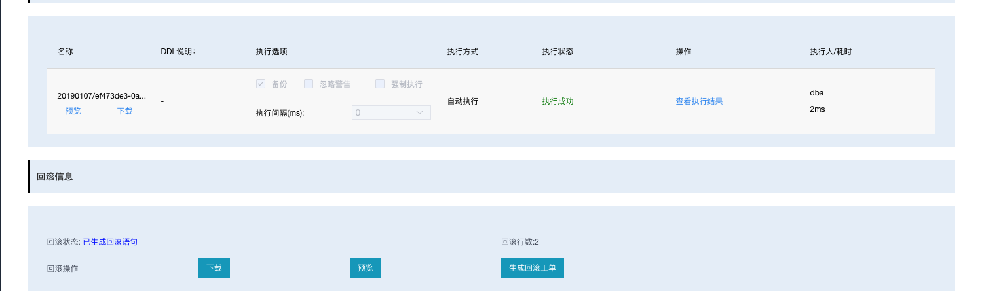 名称 DDL说明： 执行选项 执行方式 执行状态 操作 执行人/耗时
备份 忽略警告 强制执行
20190107/ef473de3-0a... - 自动执行 执行成功 查看执行结果 dba
预览 下载 执行间隔(ms): 0 2ms
回滚信息
回滚状态: 已生成回滚语句 回滚行数:2
回滚操作 下载 预览 生成回滚工单